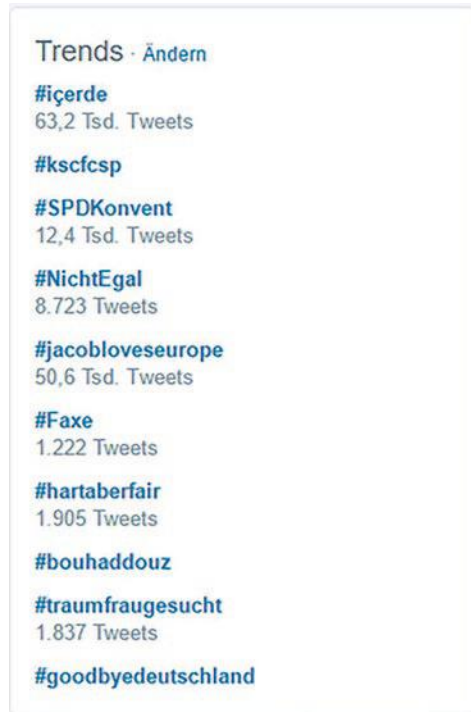 Trends · Ändern
#içerde
63,2 Tsd. Tweets
#kscfcsp
#SPDKonvent
12,4 Tsd. Tweets
#NichtEgal
8.723 Tweets
#jacobloveseurope
50,6 Tsd. Tweets
#Faxe
1.222 Tweets
#hartaberfair
1.905 Tweets
#bouhaddouz
#traumfraugesucht
1.837 Tweets
#goodbyedeutschland